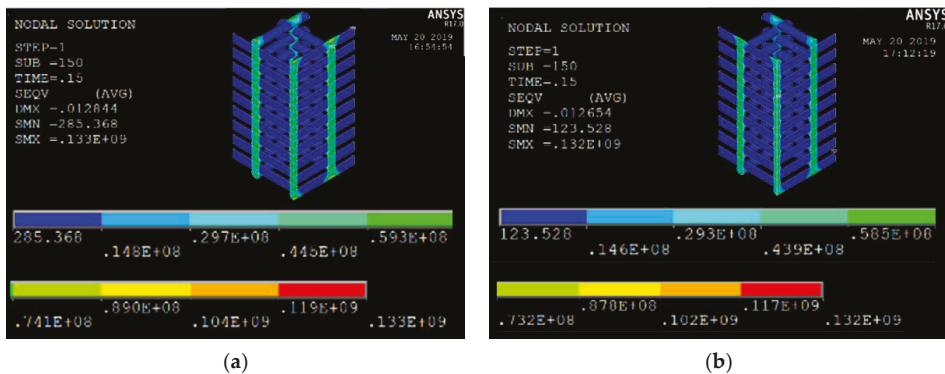 NODAL SOLUTION
STEP=1
SUB =150
TIME=.15
SEQV (AVG)
DMX =.012844
SMN =285.368
SMX =.133E+09
ANSYS
R17.0
MAY 20 2019
16:54:54
285.368 .297E+08 .593E+08
.148E+08 .445E+08
.890E+08 .119E+09
.741E+08 .104E+09 .133E+09
(a)
NODAL SOLUTION
STEP=1
SUB =150
TIME=.15
SEQV (AVG)
DMX =.012654
SMN =123.528
SMX =.132E+09
ANSYS
R17.0
MAY 20 2019
17:12:19
123.528 .293E+08 .585E+08
.146E+08 .439E+08
.878E+08 .117E+09
.732E+08 .102E+09 .132E+09
(b)